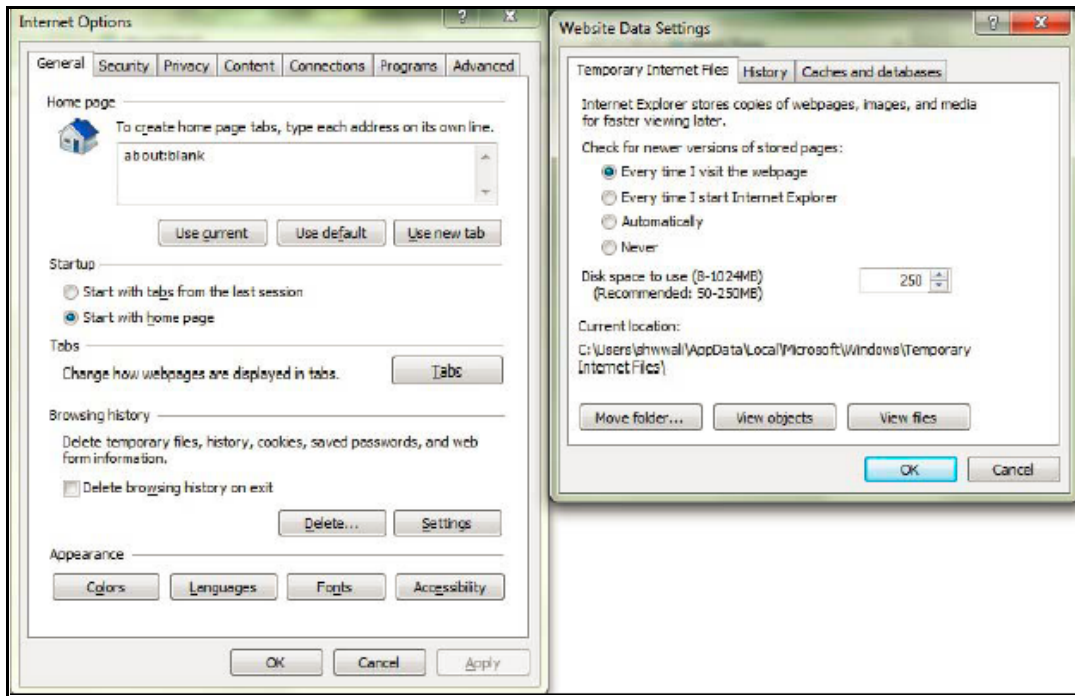 Internet Options
General Security Privacy Content Connections Programs Advanced
Home page
To create home page tabs, type each address on its own line.
about:blank
Use current Use default Use new tab
Startup
Start with tabs from the last session
Start with home page
Tabs
Change how webpages are displayed in tabs.
Tabs
Browsing history
Delete temporary files, history, cookies, saved passwords, and web
form information.
Delete browsing history on exit
Delete... Settings
Appearance
Colors Languages Fonts Accessibility
OK Cancel Apply
Website Data Settings
Temporary Internet Files History Caches and databases
Internet Explorer stores copies of webpages, images, and media
for faster viewing later.
Check for newer versions of stored pages:
Every time I visit the webpage
Every time I start Internet Explorer
Automatically
Never
Disk space to use (8-1024MB)
(Recommended: 50-250MB)
250
Current location:
C:\Users\shwwali\AppData\Local\Microsoft\Windows\Temporary
Internet Files\
Move folder... View objects View files
OK Cancel